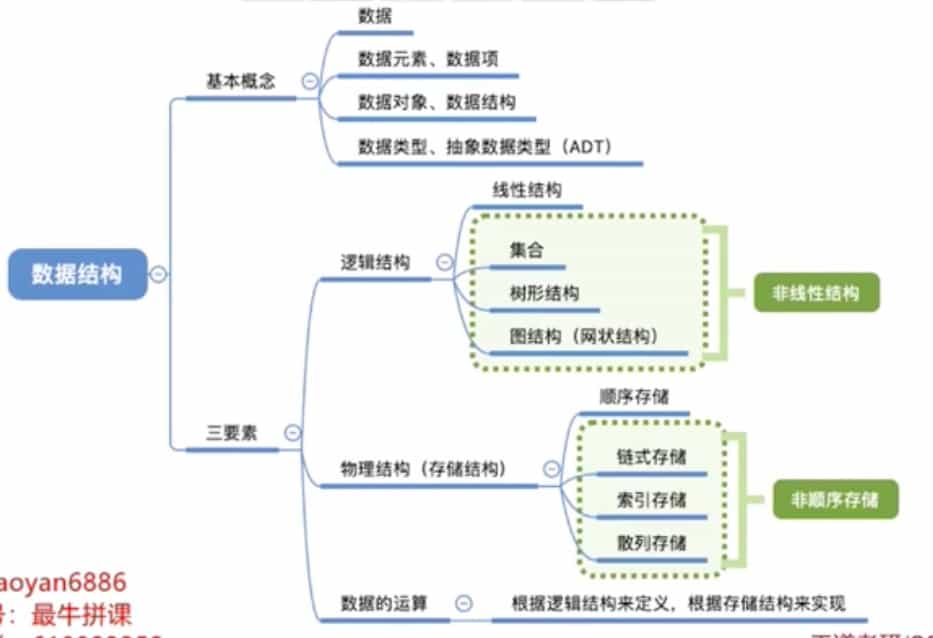 数据
数据元素、数据项
基本概念
数据对象、数据结构
数据类型、抽象数据类型（ADT）
线性结构
集合
逻辑结构
数据结构
树形结构
非线性结构
图结构（网状结构）
顺序存储
三要素
链式存储
物理结构（存储结构）
索引存储
非顺序存储
散列存储
aoyan6886
数据的运算
根据逻辑结构来定义，根据存储结构来实现
号：最牛拼课